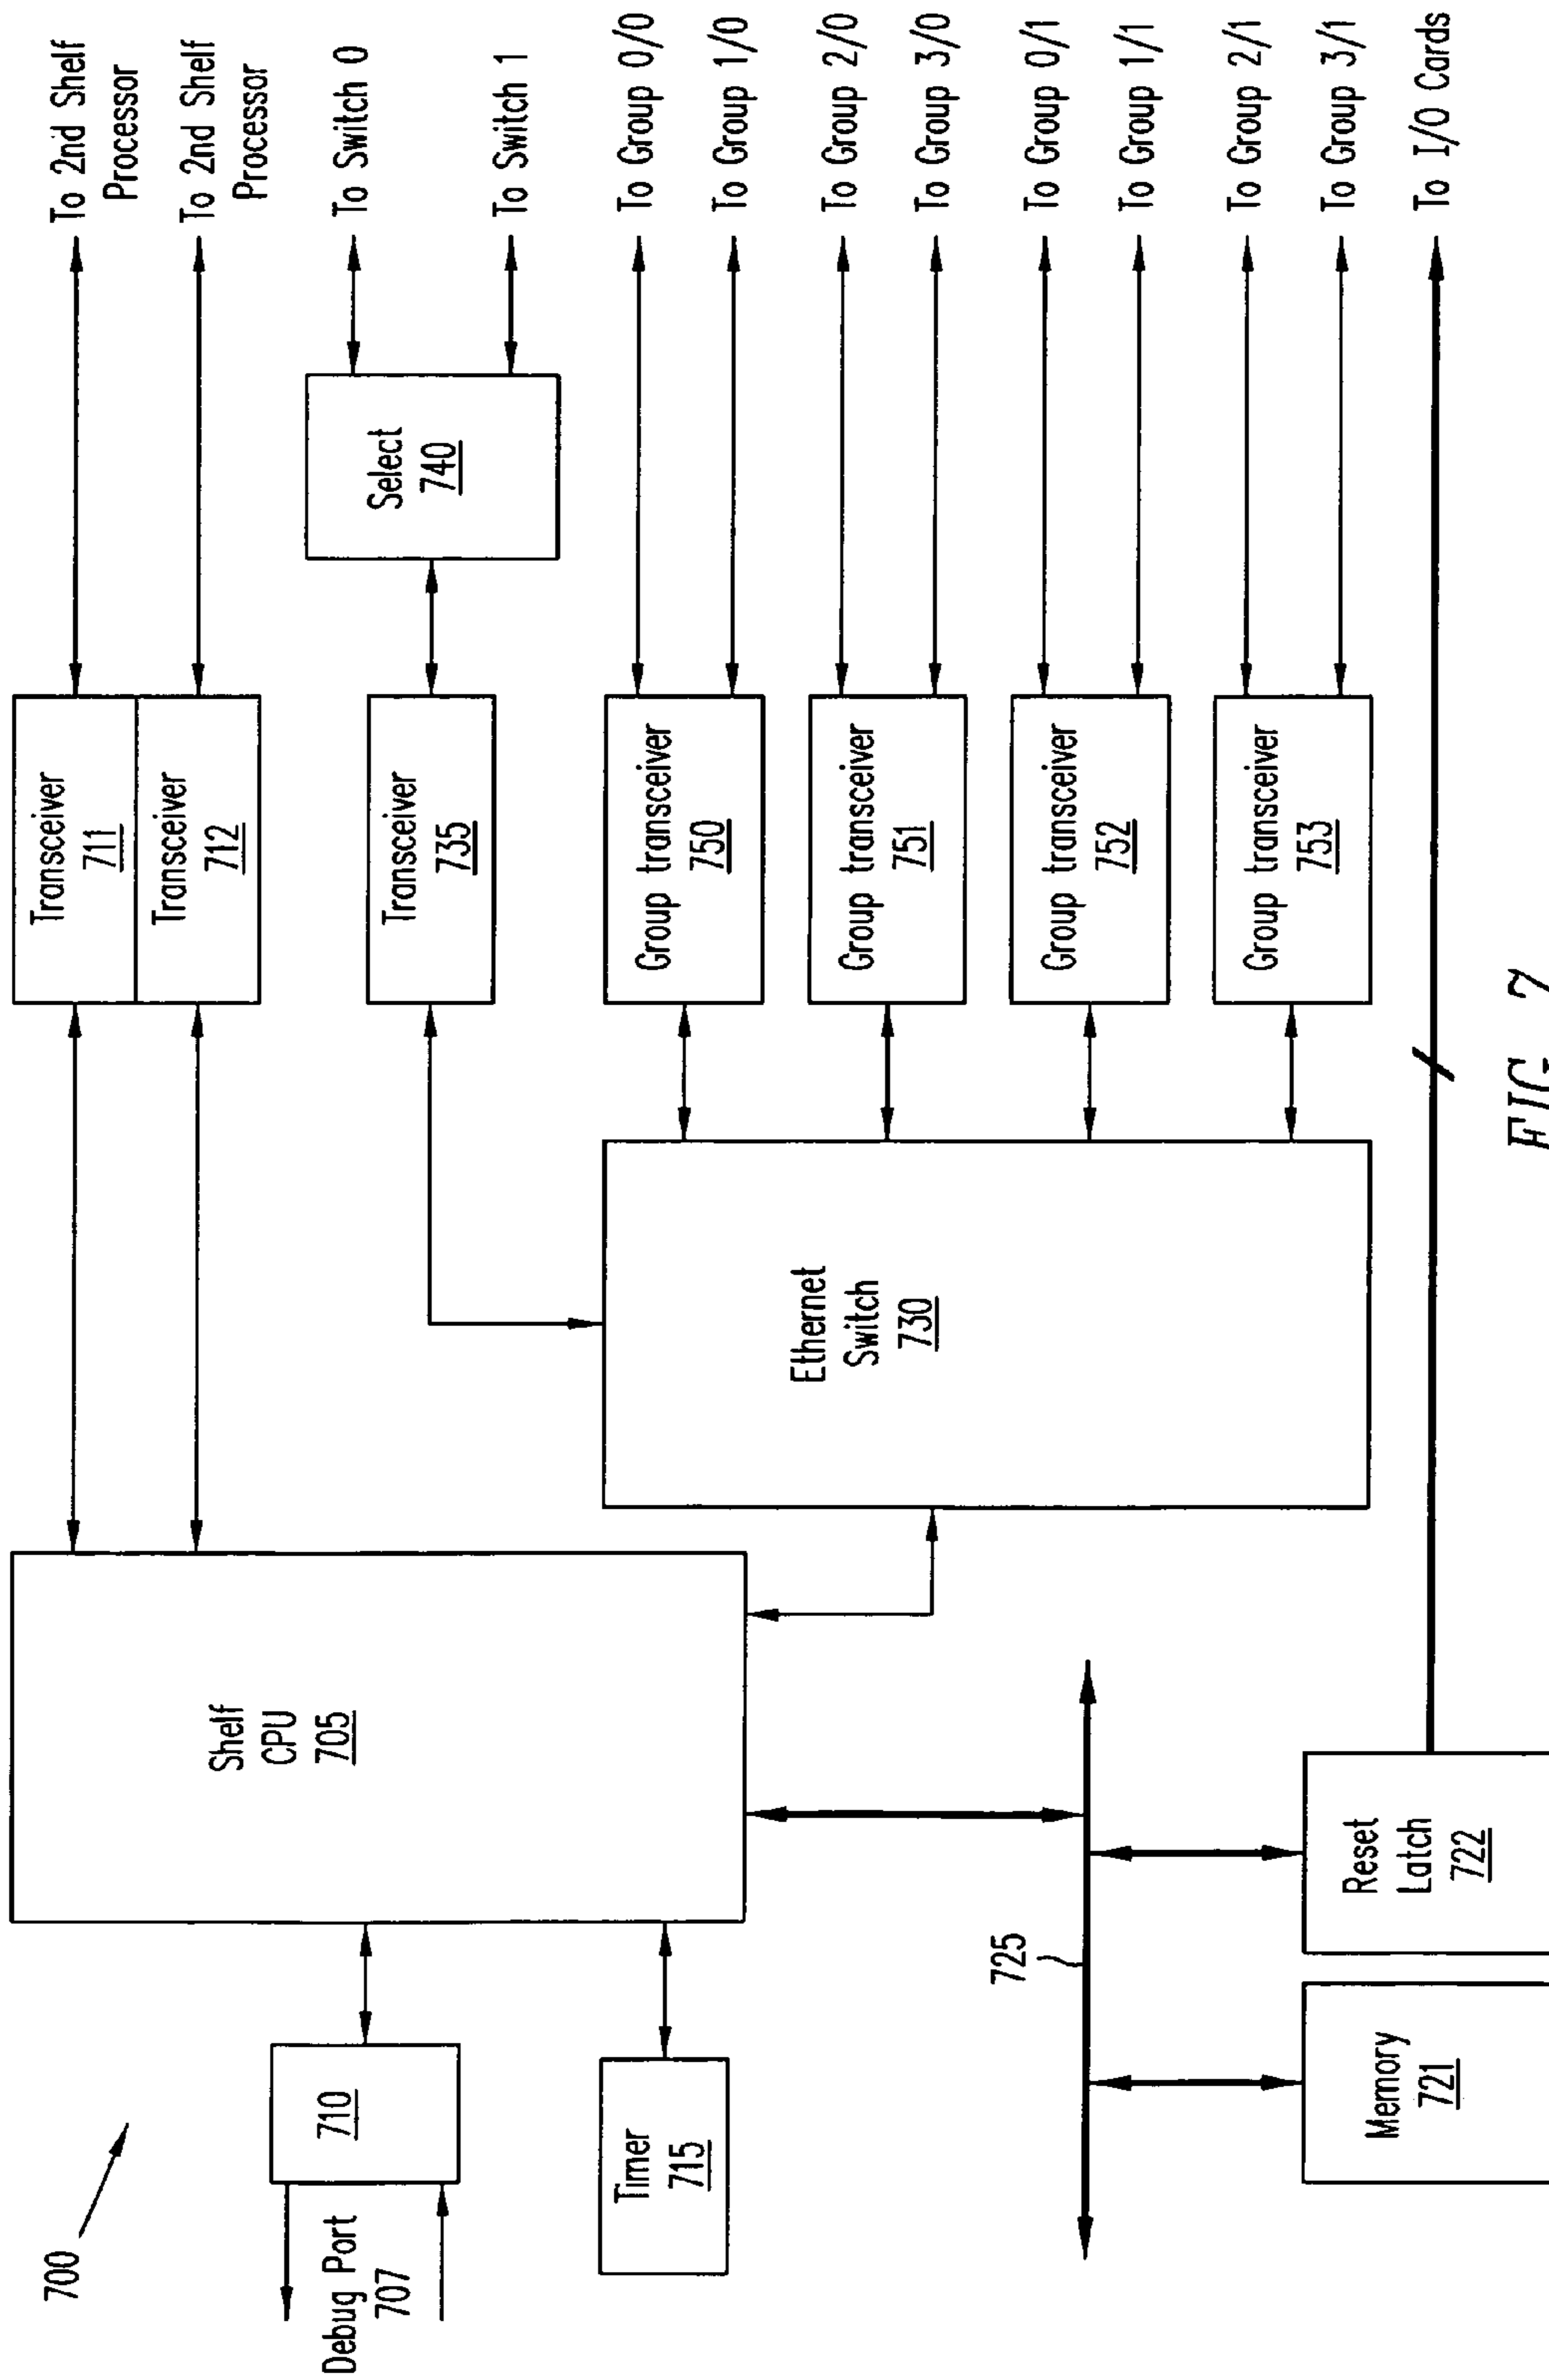 700
Debug Port
707
710
Timer
715
Shelf
CPU
705
725
Memory
721
Reset
Latch
722
Ethernet
Switch
730
Transceiver
711
Transceiver
712
Transceiver
735
Select
740
Group transceiver
750
Group transceiver
751
Group transceiver
752
Group transceiver
753
To 2nd Shelf
Processor
To 2nd Shelf
Processor
To Switch 0
To Switch 1
To Group 0/0
To Group 1/0
To Group 2/0
To Group 3/0
To Group 0/1
To Group 1/1
To Group 2/1
To Group 3/1
To I/O Cards
FIG. 7